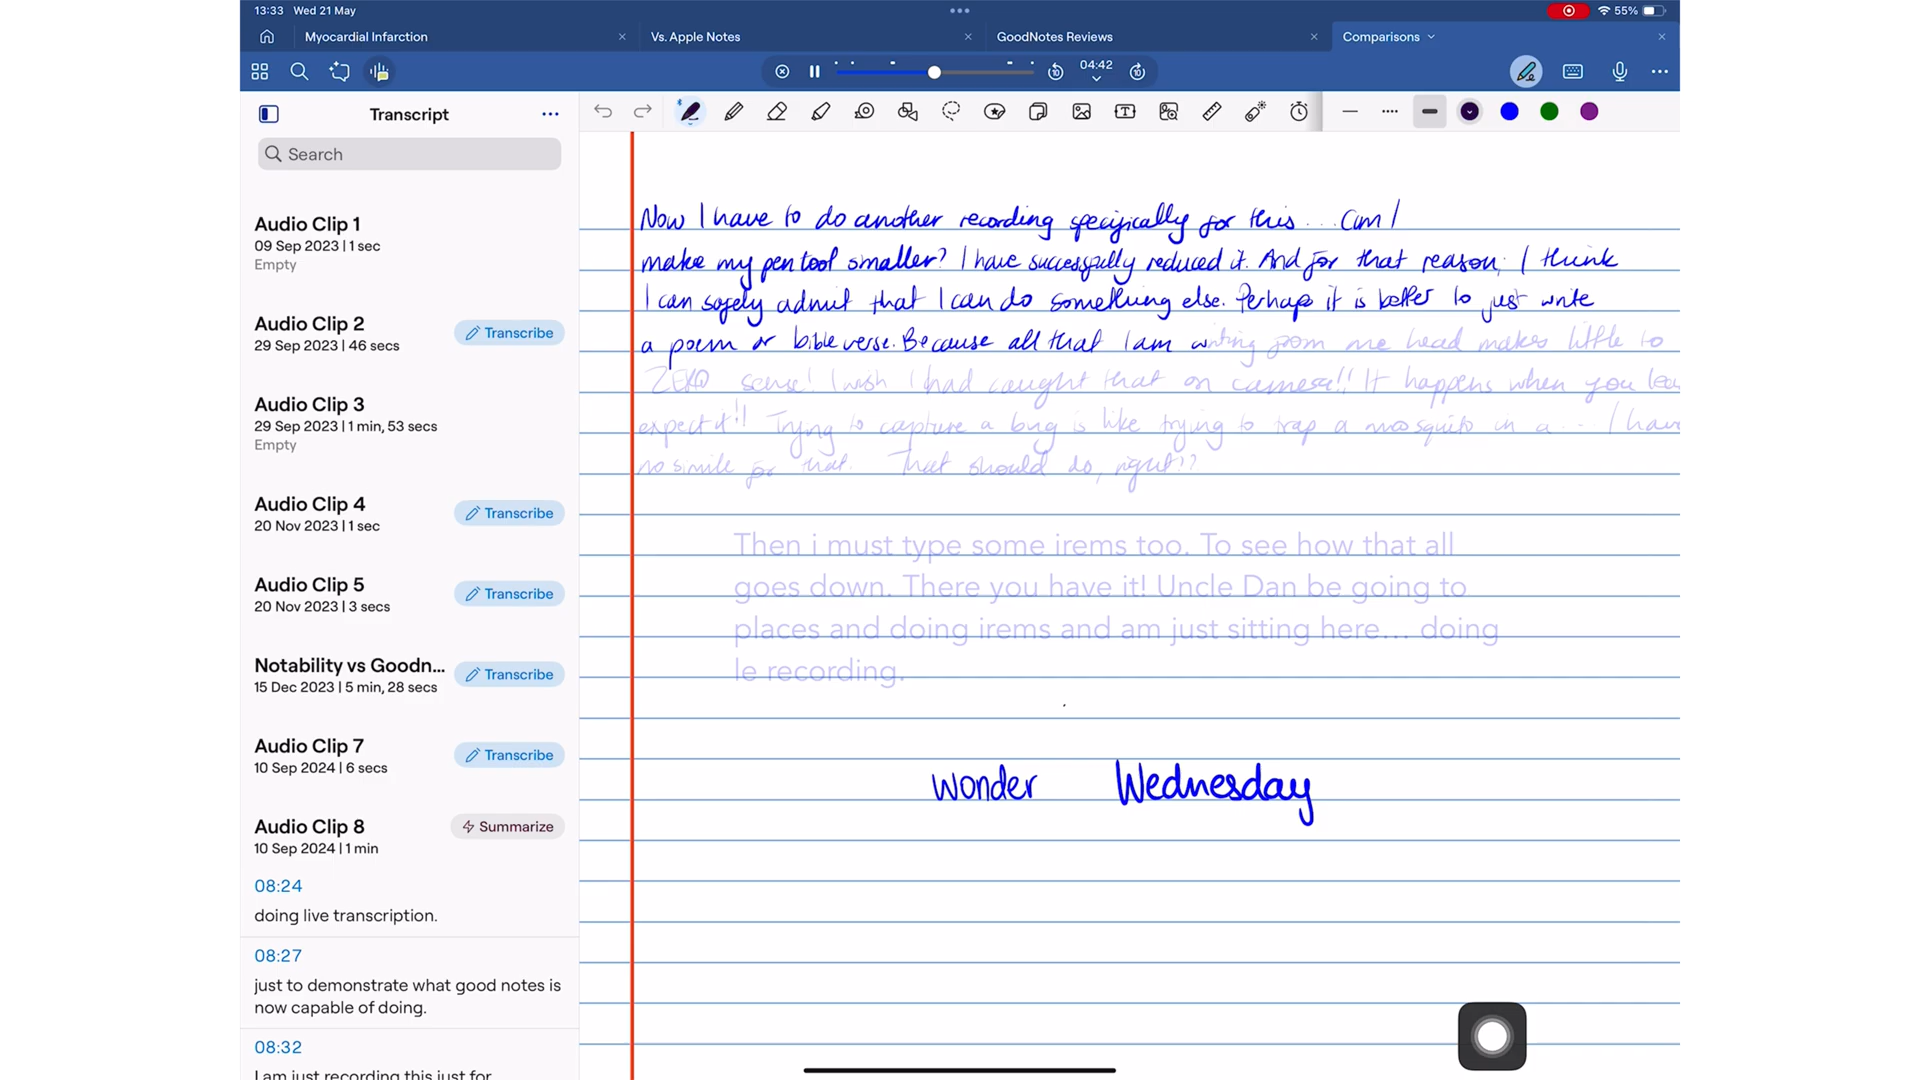 13:33 Wed 21 May
55%
Myocardial Infarction
Vs. Apple Notes
GoodNotes Reviews
Comparisons
04:42
Transcript
Search
Audio Clip 1
09 Sep 2023 | 1 sec
Empty
Audio Clip 2
29 Sep 2023 | 46 secs
Transcribe
Audio Clip 3
29 Sep 2023 | 1 min, 53 secs
Empty
Audio Clip 4
20 Nov 2023 | 1 sec
Transcribe
Audio Clip 5
20 Nov 2023 | 3 secs
Transcribe
Notability vs Goodn...
15 Dec 2023 | 5 min, 28 secs
Transcribe
Audio Clip 7
10 Sep 2024 | 6 secs
Transcribe
Audio Clip 8
10 Sep 2024 | 1 min
Summarize
08:24
doing live transcription.
08:27
just to demonstrate what good notes is
now capable of doing.
08:32
I am just recording this just for
Now I have to do another recording specifically for this... Can I
make my pen tool smaller? I have successfully reduced it. And for that reason, I think
I can safely admit that I can do something else. Perhaps it is better to just write
a poem or bible verse. Because all that I am writing from me head makes little to
ZERO sense! I wish I had caught that on camera!! It happens when you
expect it!! Trying to capture a bug is like trying to trap a mosquito in a... I have
no simile for that. That should do, right??
Then i must type some irems too. To see how that all
goes down. There you have it! Uncle Dan be going to
places and doing irems and am just sitting here... doing
le recording.
wonder Wednesday